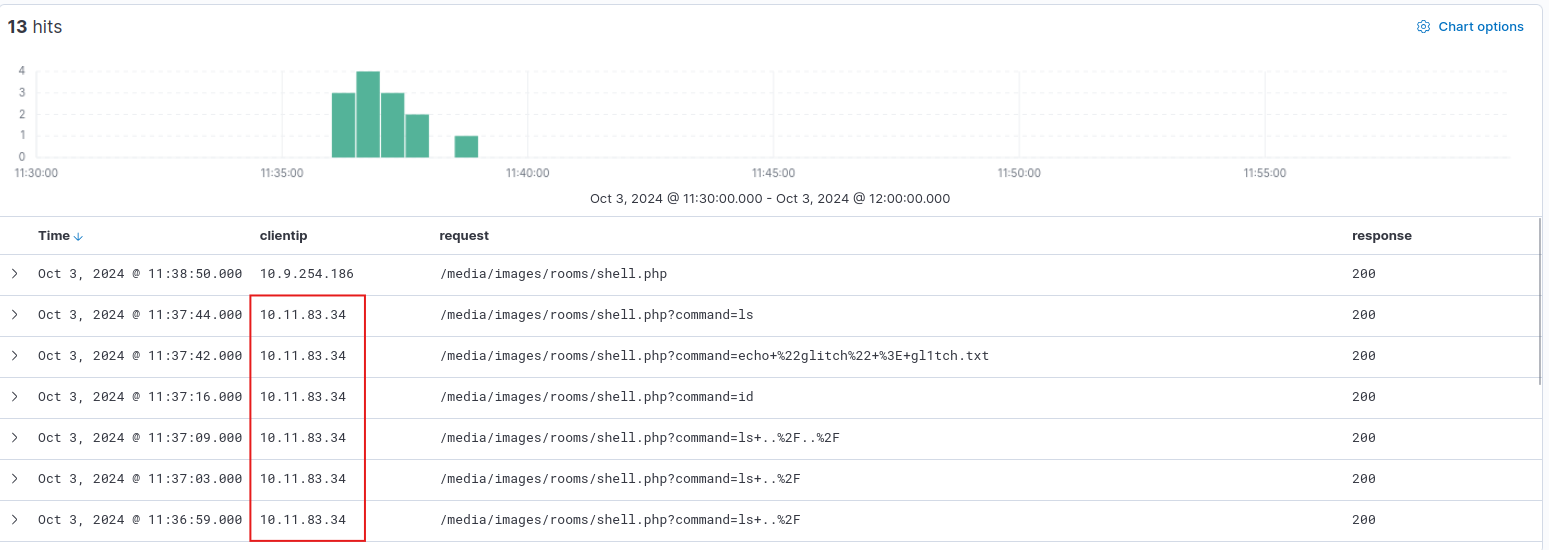 13 hits
Chart options
4
3
2
1
0
11:30:00 11:35:00 11:40:00 11:45:00 11:50:00 11:55:00
Oct 3, 2024 @ 11:30:00.000 - Oct 3, 2024 @ 12:00:00.000
Time clientip request response
Oct 3, 2024 @ 11:38:50.000 10.9.254.186 /media/images/rooms/shell.php 200
Oct 3, 2024 @ 11:37:44.000 10.11.83.34 /media/images/rooms/shell.php?command=ls 200
Oct 3, 2024 @ 11:37:42.000 10.11.83.34 /media/images/rooms/shell.php?command=echo+%22glitch%22+%3E+gl1tch.txt 200
Oct 3, 2024 @ 11:37:16.000 10.11.83.34 /media/images/rooms/shell.php?command=id 200
Oct 3, 2024 @ 11:37:09.000 10.11.83.34 /media/images/rooms/shell.php?command=ls+..%2F..%2F 200
Oct 3, 2024 @ 11:37:03.000 10.11.83.34 /media/images/rooms/shell.php?command=ls+..%2F 200
Oct 3, 2024 @ 11:36:59.000 10.11.83.34 /media/images/rooms/shell.php?command=ls+..%2F 200